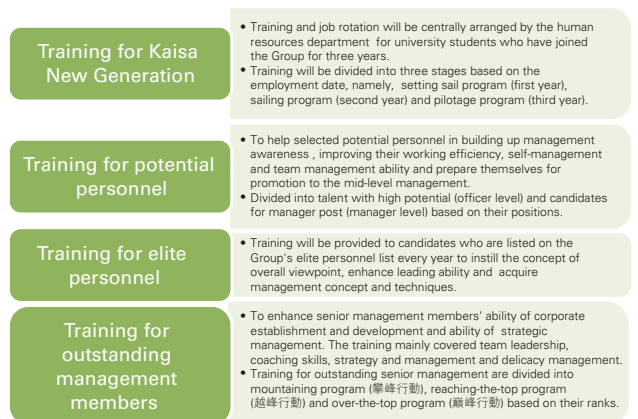 Training for Kaisa
New Generation
• Training and job rotation will be centrally arranged by the human
resources department for university students who have joined
the Group for three years.
• Training will be divided into three stages based on the
employment date, namely, setting sail program (first year),
sailing program (second year) and pilotage program (third year).
Training for potential
personnel
• To help selected potential personnel in building up management
awareness , improving their working efficiency, self-management
and team management ability and prepare themselves for
promotion to the mid-level management.
• Divided into talent with high potential (officer level) and candidates
for manager post (manager level) based on their positions.
Training for elite
personnel
• Training will be provided to candidates who are listed on the
Group's elite personnel list every year to instill the concept of
overall viewpoint, enhance leading ability and acquire
management concept and techniques.
Training for
outstanding
management
members
• To enhance senior management members' ability of corporate
establishment and development and ability of strategic
management. The training mainly covered team leadership,
coaching skills, strategy and management and delicacy management.
• Training for outstanding senior management are divided into
mountaining program (攀峰行動), reaching-the-top program
(越峰行動) and over-the-top program (巔峰行動) based on their ranks.